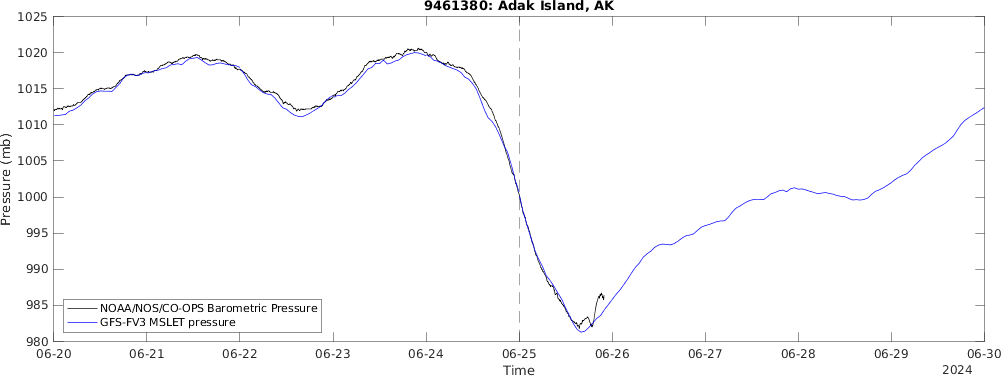 9461380: Adak Island, AK
1025
1020
1015
1010
1005
1000
995
990
985
980
Pressure (mb)
NOAA/NOS/CO-OPS Barometric Pressure
GFS-FV3 MSLET pressure
06-20 06-21 06-22 06-23 06-24 06-25 06-26 06-27 06-28 06-29 06-30
Time
2024